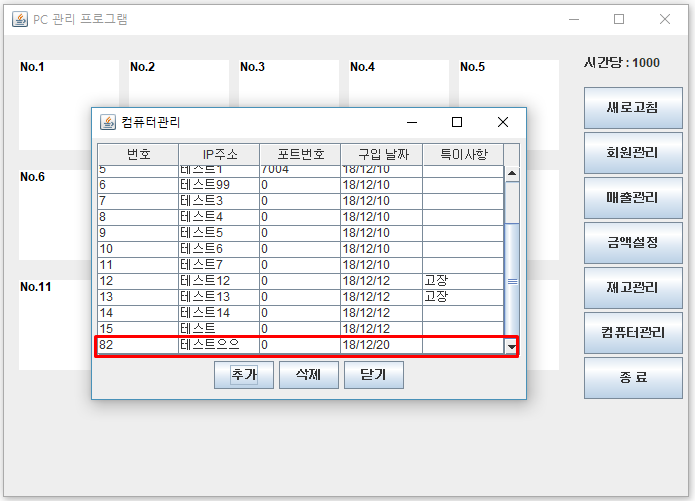 PC 관리 프로그램
No.1 No.2 No.3 No.4 No.5
시간당 : 1000
새로고침
회원관리
매출관리
금액설정
재고관리
컴퓨터관리
종 료
No.6
No.11
컴퓨터관리
번호 IP주소 포트번호 구입 날짜 특이사항
5 테스트1 7004 18/12/10
6 테스트99 0 18/12/10
7 테스트3 0 18/12/10
8 테스트4 0 18/12/10
9 테스트5 0 18/12/10
10 테스트6 0 18/12/10
11 테스트7 0 18/12/10
12 테스트12 0 18/12/12 고장
13 테스트13 0 18/12/12 고장
14 테스트14 0 18/12/12
15 테스트 0 18/12/12
82 테스트으으 0 18/12/20
추가 삭제 닫기